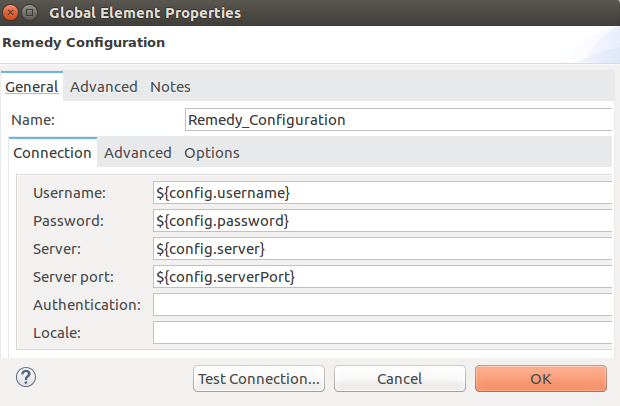 Global Element Properties
Remedy Configuration
General Advanced Notes
Name: Remedy_Configuration
Connection Advanced Options
Username: ${config.username}
Password: ${config.password}
Server: ${config.server}
Server port: ${config.serverPort}
Authentication:
Locale:
? Test Connection... Cancel OK